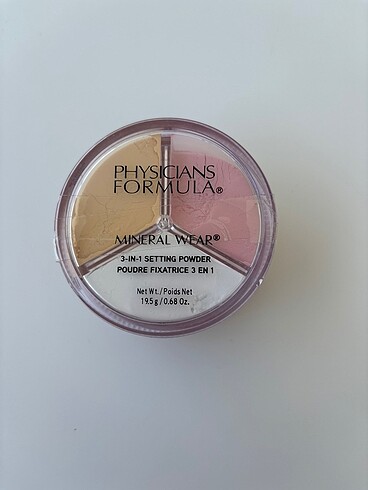 PHYSICIANS
FORMULA®
MINERAL WEAR®
3-IN-1 SETTING POWDER
POUDRE FIXATRICE 3 EN 1
Net Wt. / Poids Net
19.5 g / 0.68 Oz.